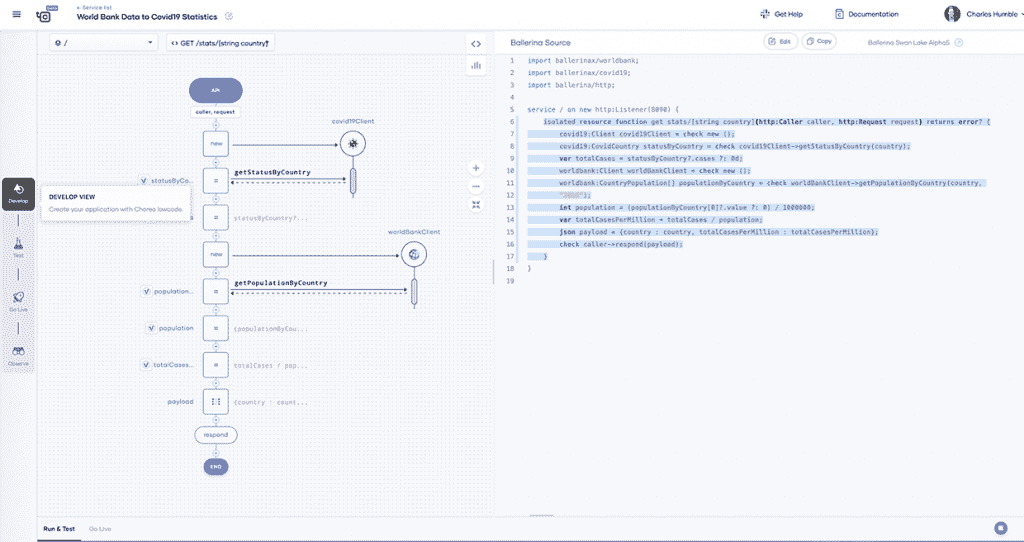 BETA
← Service list
World Bank Data to Covid19 Statistics
Get Help
Documentation
Charles Humble
/
<> GET /stats/[string country]
Ballerina Source
Edit
Copy
Ballerina Swan Lake Alpha5
API
caller, request
covid19Client
new
getStatusByCountry
statusByCo...
=
=
statusByCountry?...
worldBankClient
new
getPopulationByCountry
population...
=
population
=
(populationByCou...
totalCases...
=
totalCases / pop...
payload
{country : count...
respond
END
Develop
DEVELOP VIEW
Create your application with Choreo lowcode.
Test
Go Live
Observe
1 import ballerinax/worldbank;
2 import ballerinax/covid19;
3 import ballerina/http;
4
5 service / on new http:Listener(8090) {
6 isolated resource function get stats/[string country](http:Caller caller, http:Request request) returns error? {
7 covid19:Client covid19Client = check new ();
8 covid19:CovidCountry statusByCountry = check covid19Client->getStatusByCountry(country);
9 var totalCases = statusByCountry?.cases ?: 0d;
10 worldbank:Client worldBankClient = check new ();
11 worldbank:CountryPopulation[] populationByCountry = check worldBankClient->getPopulationByCountry(country,
12
13 int population = (populationByCountry[0]?.value ?: 0) / 1000000;
14 var totalCasesPerMillion = totalCases / population;
15 json payload = {country : country, totalCasesPerMillion : totalCasesPerMillion};
16 check caller->respond(payload);
17 }
18 }
19
Run & Test
Go Live